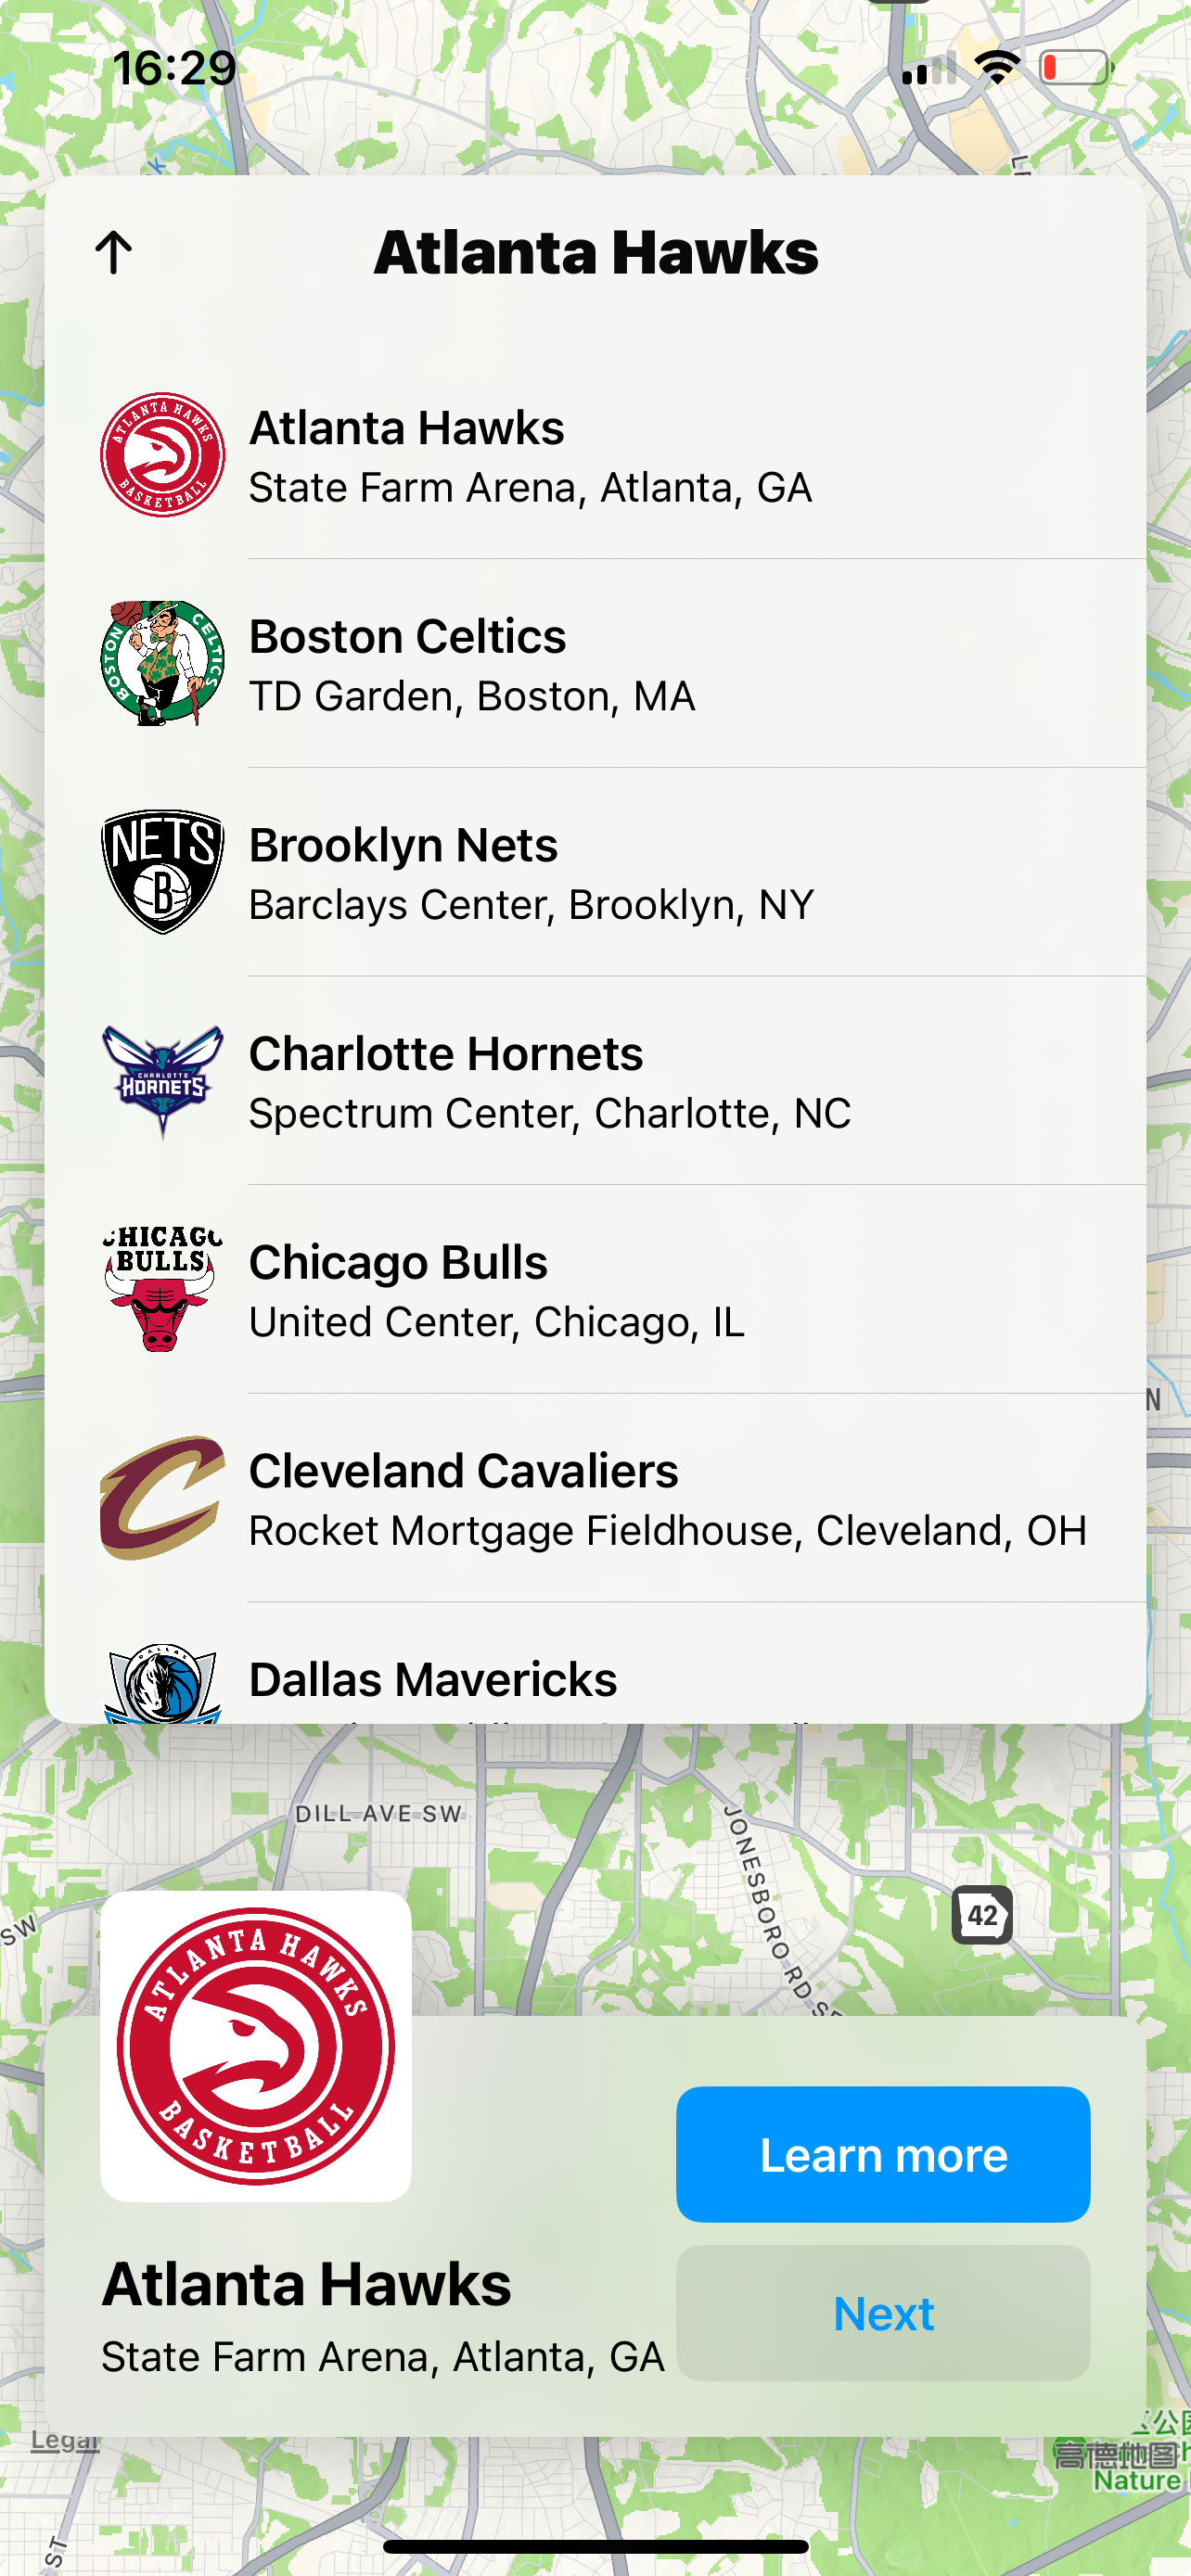 16:29
Atlanta Hawks
ATLANTA HAWKS
BASKETBALL
Atlanta Hawks
State Farm Arena, Atlanta, GA
BOSTON
CELTICS
Boston Celtics
TD Garden, Boston, MA
NETS
B
Brooklyn Nets
Barclays Center, Brooklyn, NY
CHARLOTTE
HORNETS
Charlotte Hornets
Spectrum Center, Charlotte, NC
CHICAGO
BULLS
Chicago Bulls
United Center, Chicago, IL
Cleveland Cavaliers
Rocket Mortgage Fieldhouse, Cleveland, OH
DALLAS
Dallas Mavericks
DILL AVE SW
JONESBORO RD SE
42
SW
ATLANTA HAWKS
BASKETBALL
Learn more
Atlanta Hawks
Next
State Farm Arena, Atlanta, GA
Legal
公园
高德地图
Nature
ST